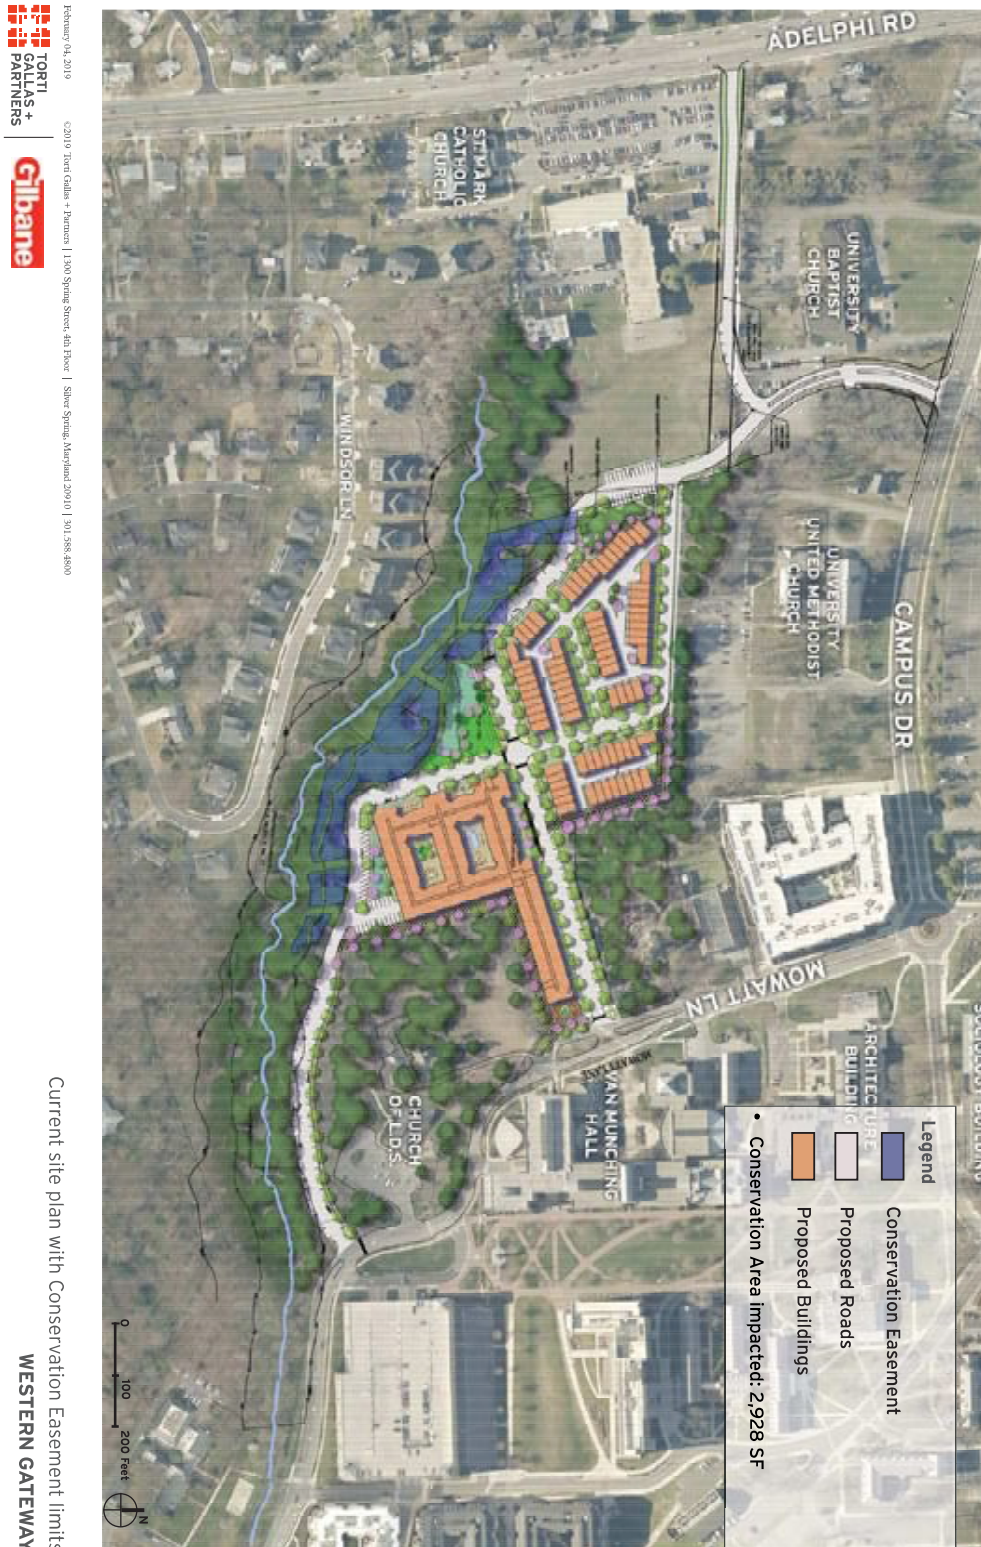 ADELPHI RD
ST MARK
CATHOLIC
CHURCH
UNIVERSITY
BAPTIST
CHURCH
WINDSOR LN
UNIVERSITY
UNITED METHODIST
CHURCH
CAMPUS DR
MOWATT LN
ARCHITECTURE
BUILDING
VAN MUNCHING
HALL
CHURCH
OF L.D.S.
Legend
Conservation Easement
Proposed Roads
Proposed Buildings
• Conservation Area impacted: 2,928 SF
0 100 200 Feet
N
Current site plan with Conservation Easement limits
WESTERN GATEWAY
February 04, 2019 ©2019 Torti Gallas + Partners | 1300 Spring Street, 4th Floor | Silver Spring, Maryland 20910 | 301.588.4800
TORTI
GALLAS +
PARTNERS
Gilbane